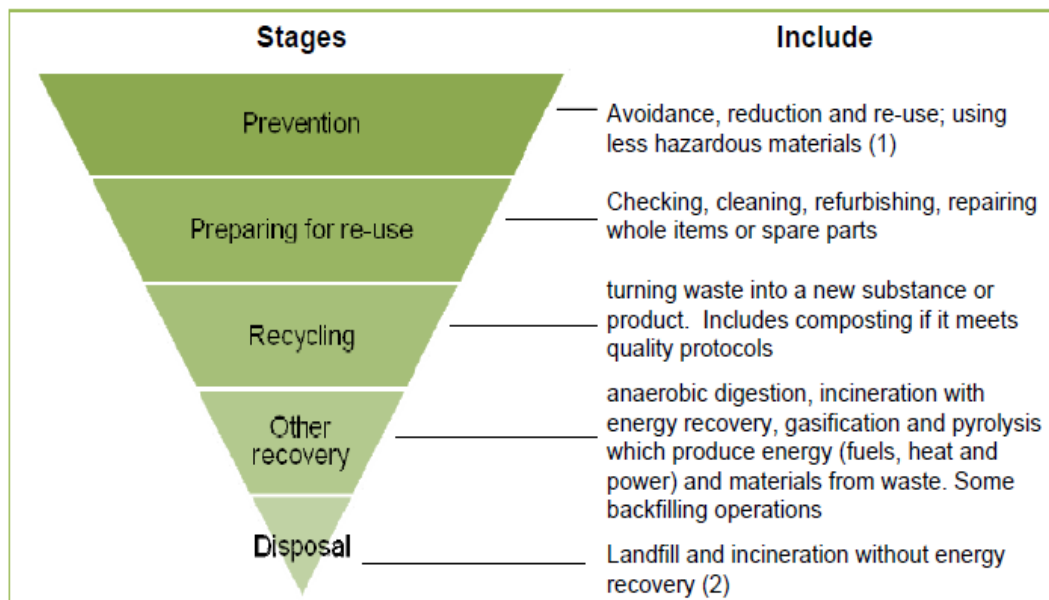 Stages
Include
Prevention
Avoidance, reduction and re-use; using
less hazardous materials (1)
Preparing for re-use
Checking, cleaning, refurbishing, repairing
whole items or spare parts
Recycling
turning waste into a new substance or
product. Includes composting if it meets
quality protocols
Other
recovery
anaerobic digestion, incineration with
energy recovery, gasification and pyrolysis
which produce energy (fuels, heat and
power) and materials from waste. Some
backfilling operations
Disposal
Landfill and incineration without energy
recovery (2)